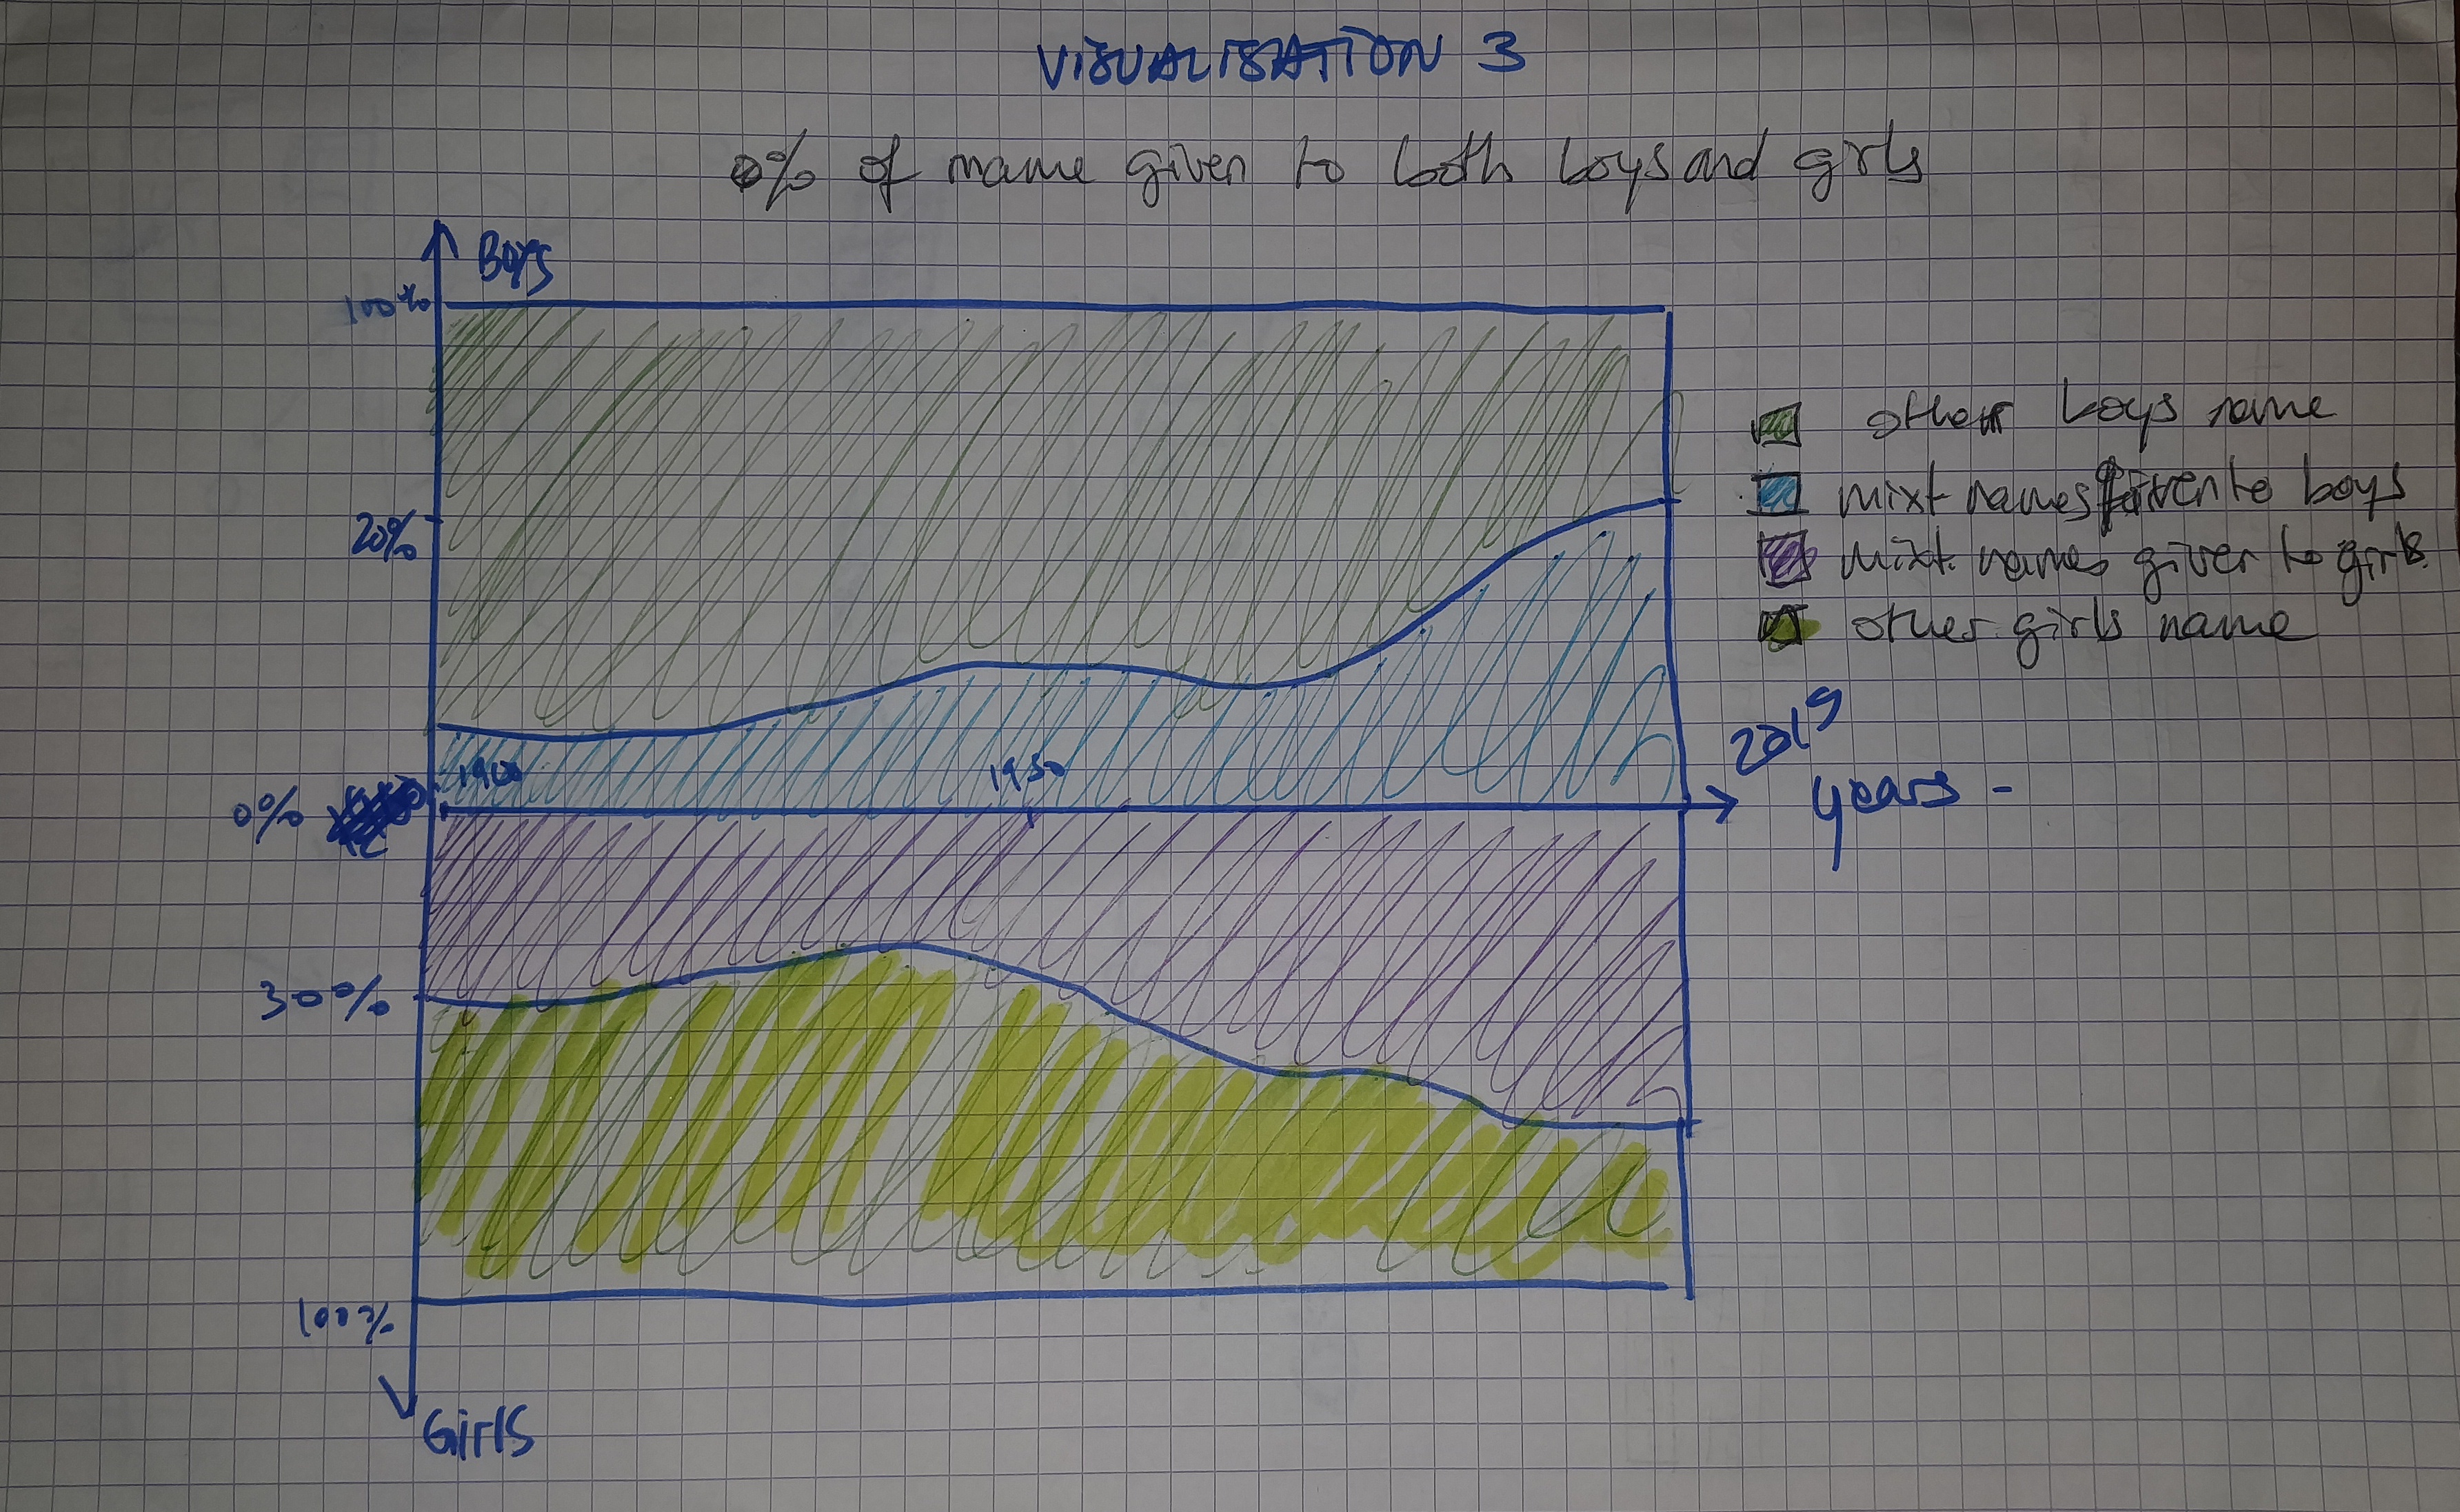 VISUALISATION 3
% of name given to both boys and girls
Boys
100%
other boys name
mixt names given to boys
20%
mixt names given to girls
other girls name
2019
1900
1950
years -
0%
30%
100%
Girls